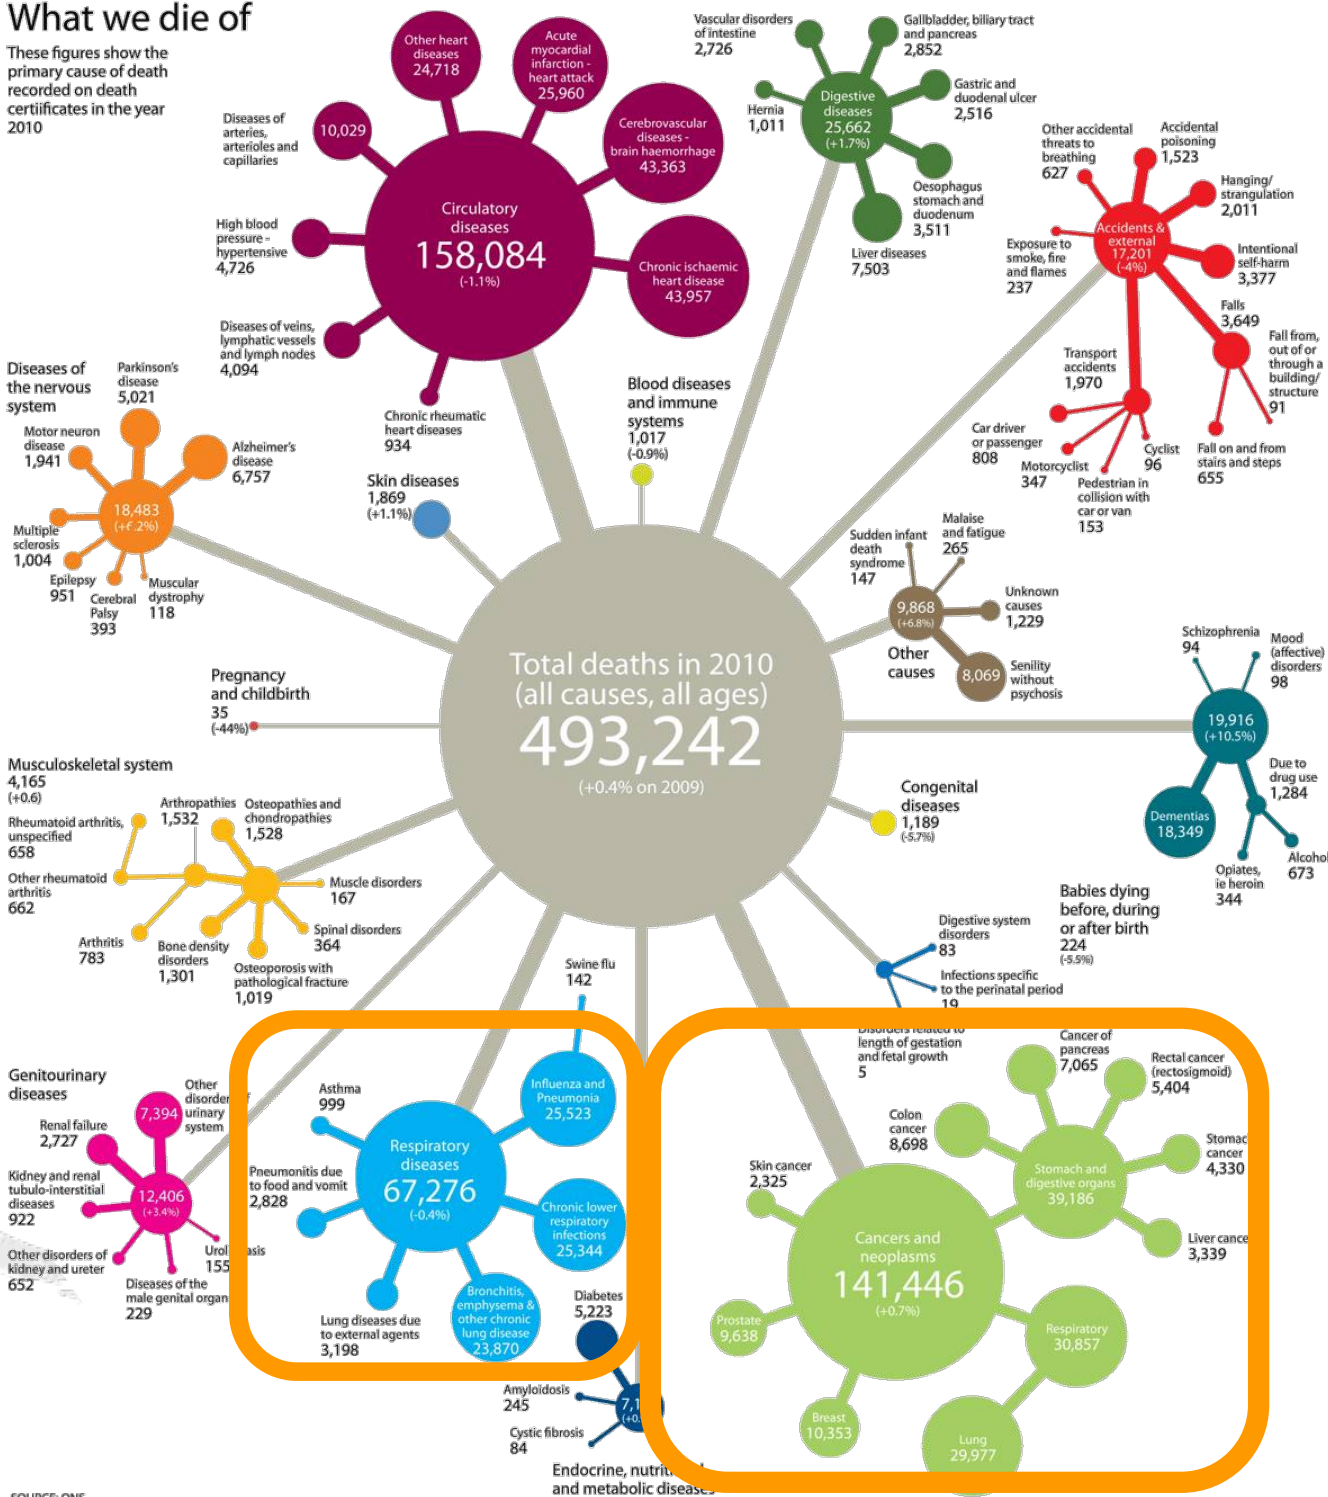 What we die of
These figures show the
primary cause of death
recorded on death
certiificates in the year
2010
Other heart
diseases
24,718
Acute
myocardial
infarction -
heart attack
25,960
Cerebrovascular
diseases -
brain haemorrhage
43,363
Chronic ischaemic
heart disease
43,957
Diseases of
arteries,
arterioles and
capillaries
10,029
High blood
pressure -
hypertensive
4,726
Diseases of veins,
lymphatic vessels
and lymph nodes
4,094
Chronic rheumatic
heart diseases
934
Circulatory
diseases
158,084
(-1.1%)
Vascular disorders
of intestine
2,726
Gallbladder, biliary tract
and pancreas
2,852
Hernia
1,011
Digestive
diseases
25,662
(+1.7%)
Gastric and
duodenal ulcer
2,516
Oesophagus
stomach and
duodenum
3,511
Liver diseases
7,503
Other accidental
threats to
breathing
627
Accidental
poisoning
1,523
Hanging/
strangulation
2,011
Accidents &
external
17,201
(-4%)
Exposure to
smoke, fire
and flames
237
Intentional
self-harm
3,377
Falls
3,649
Fall from,
out of or
through a
building/
structure
91
Transport
accidents
1,970
Car driver
or passenger
808
Motorcyclist
347
Pedestrian in
collision with
car or van
153
Cyclist
96
Fall on and from
stairs and steps
655
Diseases of
the nervous
system
Parkinson's
disease
5,021
Motor neuron
disease
1,941
Alzheimer's
disease
6,757
18,483
Multiple
sclerosis
1,004
Epilepsy
951
Cerebral
Palsy
393
Muscular
dystrophy
118
Skin diseases
1,869
(+1.1%)
Blood diseases
and immune
systems
1,017
(-0.9%)
Sudden infant
death
syndrome
147
Malaise
and fatigue
265
9,868
(+6.8%)
Other
causes
Unknown
causes
1,229
8,069
Senility
without
psychosis
Total deaths in 2010
(all causes, all ages)
493,242
(+0.4% on 2009)
Pregnancy
and childbirth
35
(-44%)
Schizophrenia
94
Mood
(affective)
disorders
98
19,916
(+10.5%)
Due to
drug use
1,284
Dementias
18,349
Opiates,
ie heroin
344
Alcohol
673
Musculoskeletal system
4,165
(+0.6)
Arthropathies
1,532
Osteopathies and
chondropathies
1,528
Rheumatoid arthritis,
unspecified
658
Other rheumatoid
arthritis
662
Muscle disorders
167
Spinal disorders
364
Arthritis
783
Bone density
disorders
1,301
Osteoporosis with
pathological fracture
1,019
Congenital
diseases
1,189
(-5.7%)
Babies dying
before, during
or after birth
224
(-5.5%)
Digestive system
disorders
83
Infections specific
to the perinatal period
19
Disorders related to
length of gestation
and fetal growth
5
Genitourinary
diseases
7,394
Other
disorders of
urinary
system
Renal failure
2,727
Kidney and renal
tubulo-interstitial
diseases
922
12,406
(+3.4%)
Other disorders of
kidney and ureter
652
Diseases of the
male genital organ
229
155
Swine flu
142
Influenza and
Pneumonia
25,523
Asthma
999
Respiratory
diseases
67,276
(-0.4%)
Pneumonitis due
to food and vomit
2,828
Chronic lower
respiratory
infections
25,344
Lung diseases due
to external agents
3,198
Bronchitis,
emphysema &
other chronic
lung disease
23,870
Diabetes
5,223
Amyloidosis
245
Cystic fibrosis
84
Endocrine,
and metabolic diseases
Cancer of
pancreas
7,065
Rectal cancer
(rectosigmoid)
5,404
Colon
cancer
8,698
Stomac
cancer
4,330
Stomach and
digestive organs
39,186
Liver cance
3,339
Skin cancer
2,325
Cancers and
neoplasms
141,446
(+0.7%)
Prostate
9,638
Respiratory
30,857
Breast
10,353
Lung
29,977